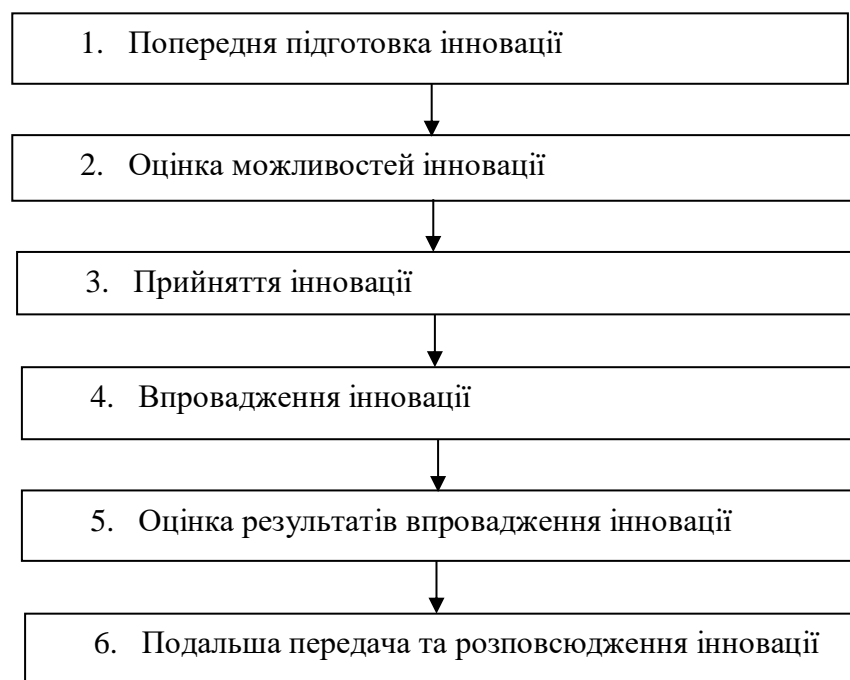 1. Попередня підготовка інновації
2. Оцінка можливостей інновації
3. Прийняття інновації
4. Впровадження інновації
5. Оцінка результатів впровадження інновації
6. Подальша передача та розповсюдження інновації